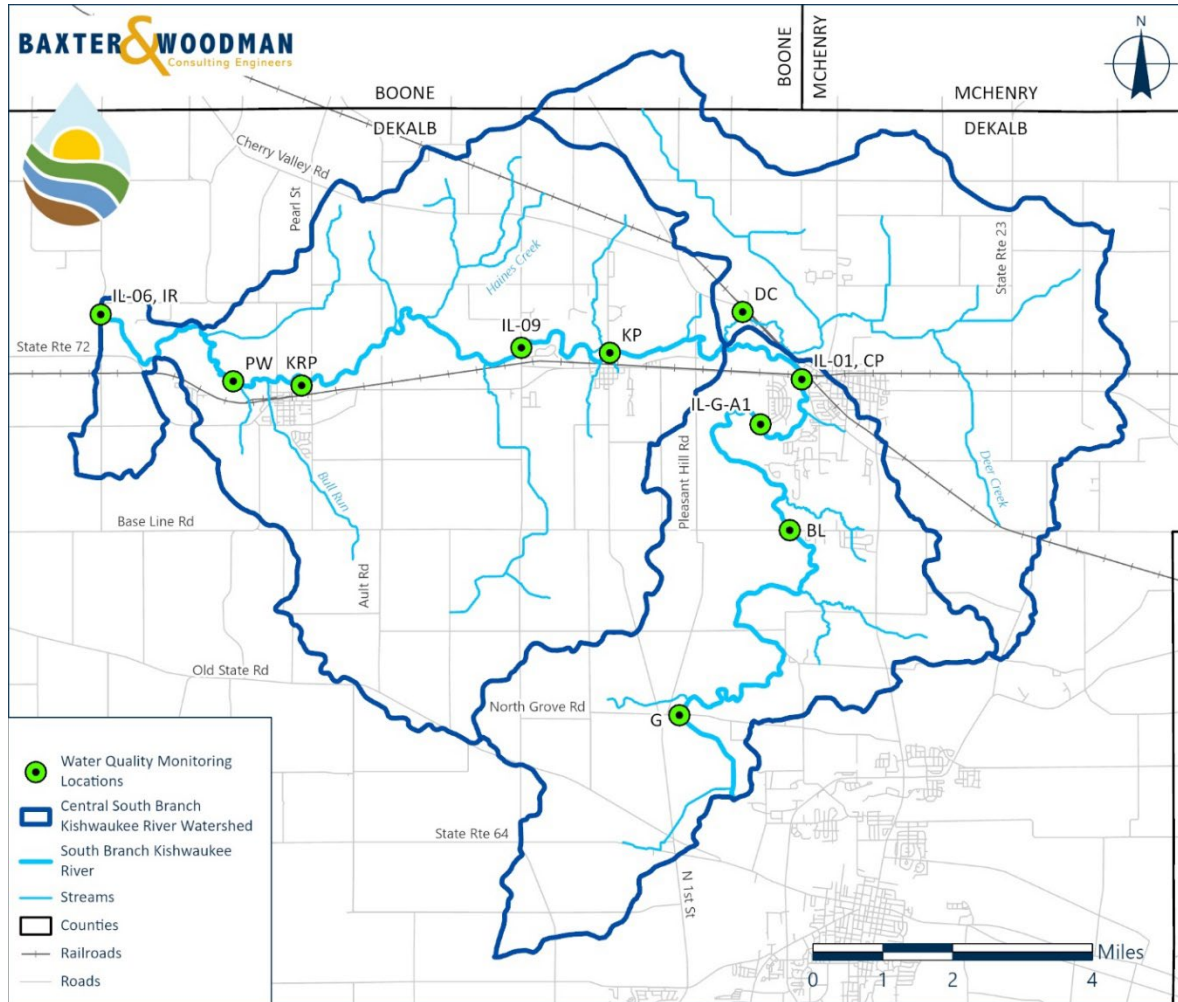 BAXTER & WOODMAN
Consulting Engineers
N
BOONE
MCHENRY
BOONE
MCHENRY
DEKALB
DEKALB
Cherry Valley Rd
Pearl St
State Rte 23
Haines Creek
IL-06, IR
DC
IL-09
KP
State Rte 72
PW
KRP
IL-01, CP
IL-G-A1
Pleasant Hill Rd
Deer Creek
Bull Run
Base Line Rd
BL
Ault Rd
Old State Rd
North Grove Rd
G
State Rte 64
N 1st St
Water Quality Monitoring
Locations
Central South Branch
Kishwaukee River Watershed
South Branch Kishwaukee
River
Streams
Counties
Railroads
Roads
Miles
0 1 2 4